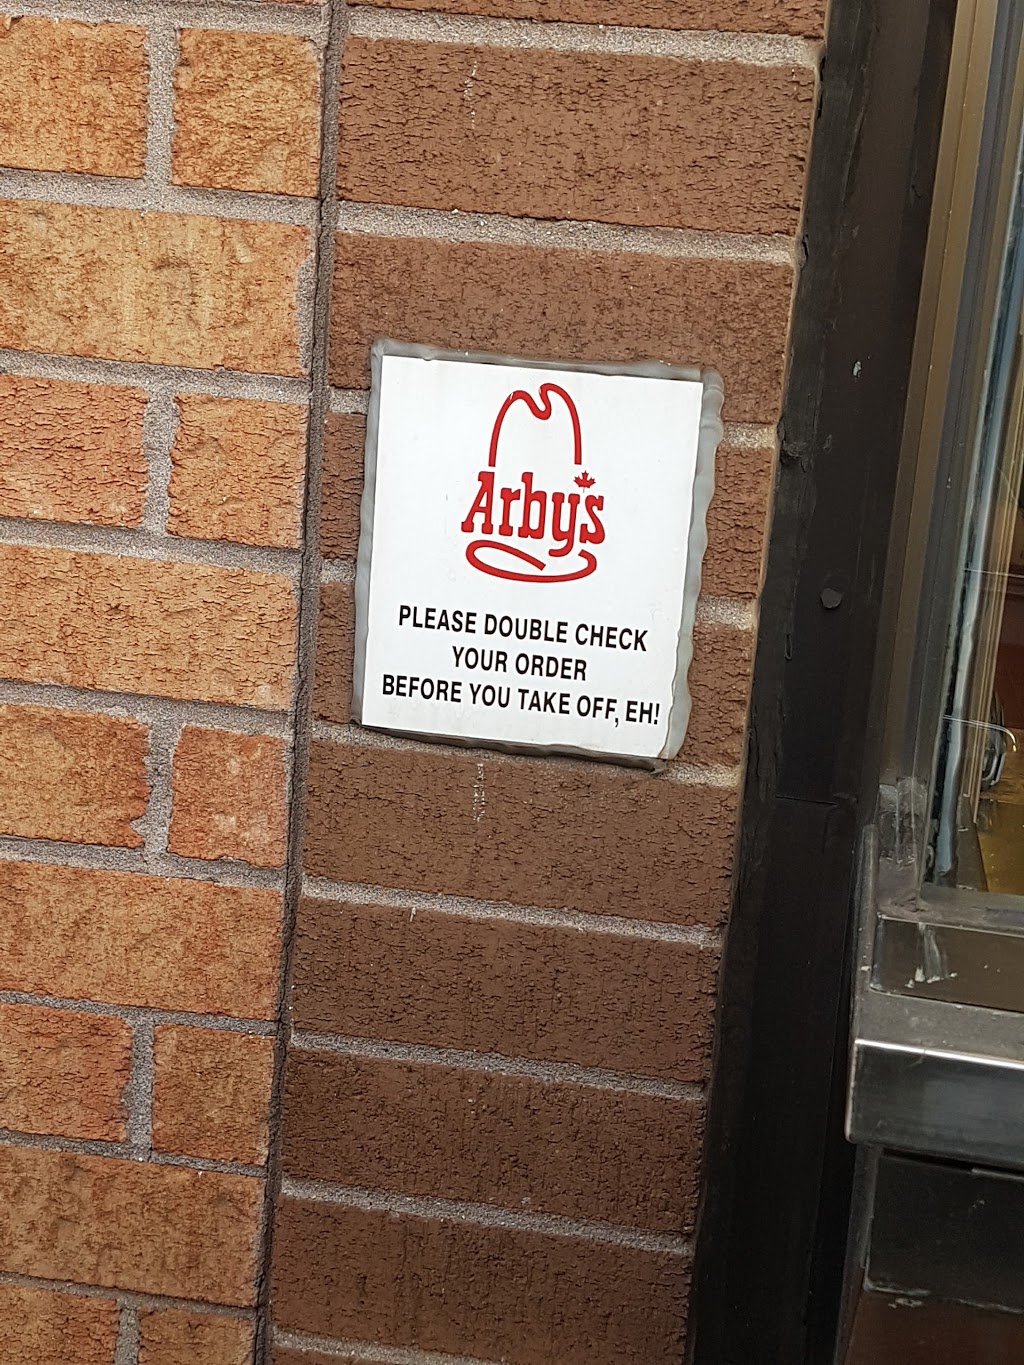 Arby's
PLEASE DOUBLE CHECK
YOUR ORDER
BEFORE YOU TAKE OFF, EH!